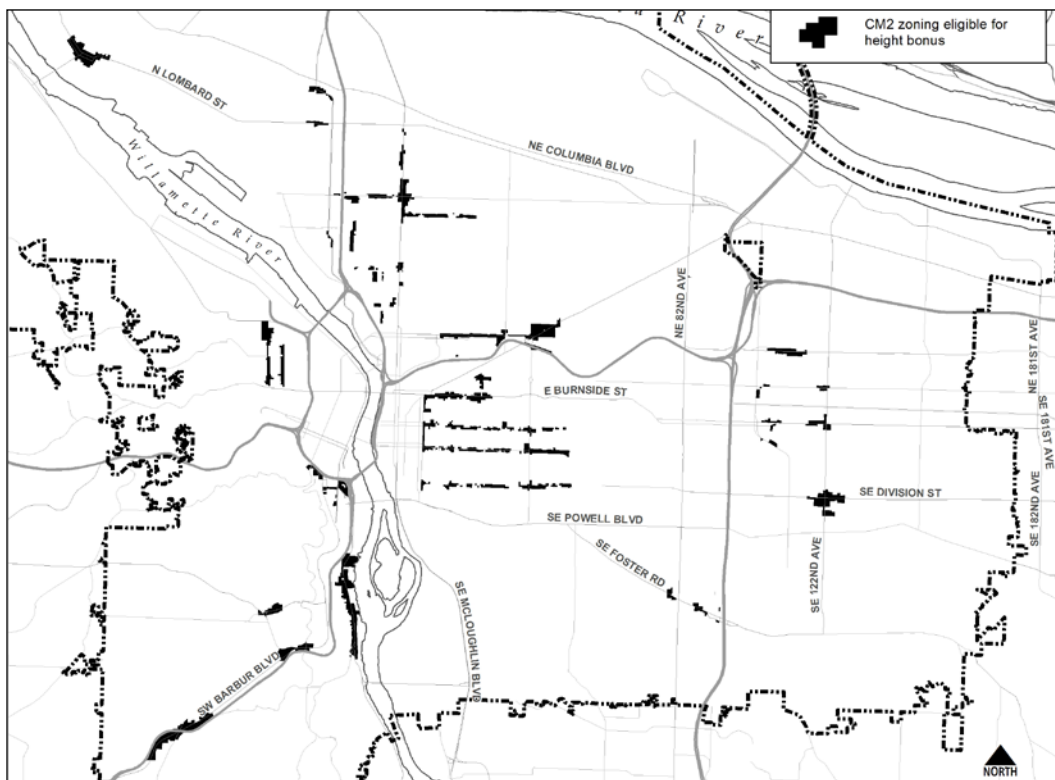 River
CM2 zoning eligible for
height bonus
N LOMBARD ST
NE COLUMBIA BLVD
Willamette River
NE 82ND AVE
NE 181ST AVE
SE 181ST AVE
E BURNSIDE ST
SE DIVISION ST
SE POWELL BLVD
SE 182ND AVE
SE FOSTER RD
SE 122ND AVE
SE MCLOUGHLIN BLVD
SW BARBUR BLVD
NORTH